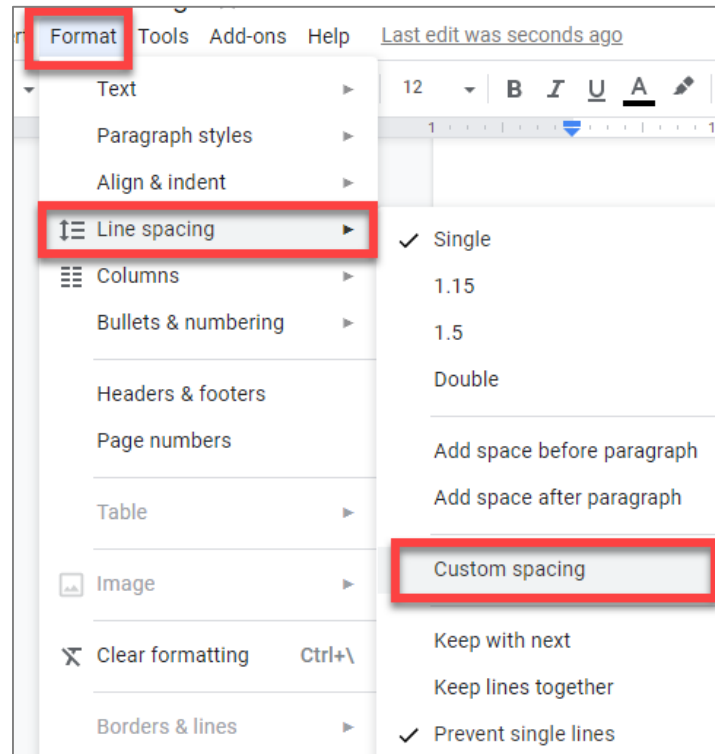 Format Tools Add-ons Help Last edit was seconds ago
12 B I U A
Text
Paragraph styles
1 1
Align & indent
Line spacing
Single
Columns
1.15
Bullets & numbering
1.5
Double
Headers & footers
Page numbers
Add space before paragraph
Add space after paragraph
Table
Custom spacing
Image
Keep with next
Clear formatting Ctrl+\
Keep lines together
Borders & lines
Prevent single lines